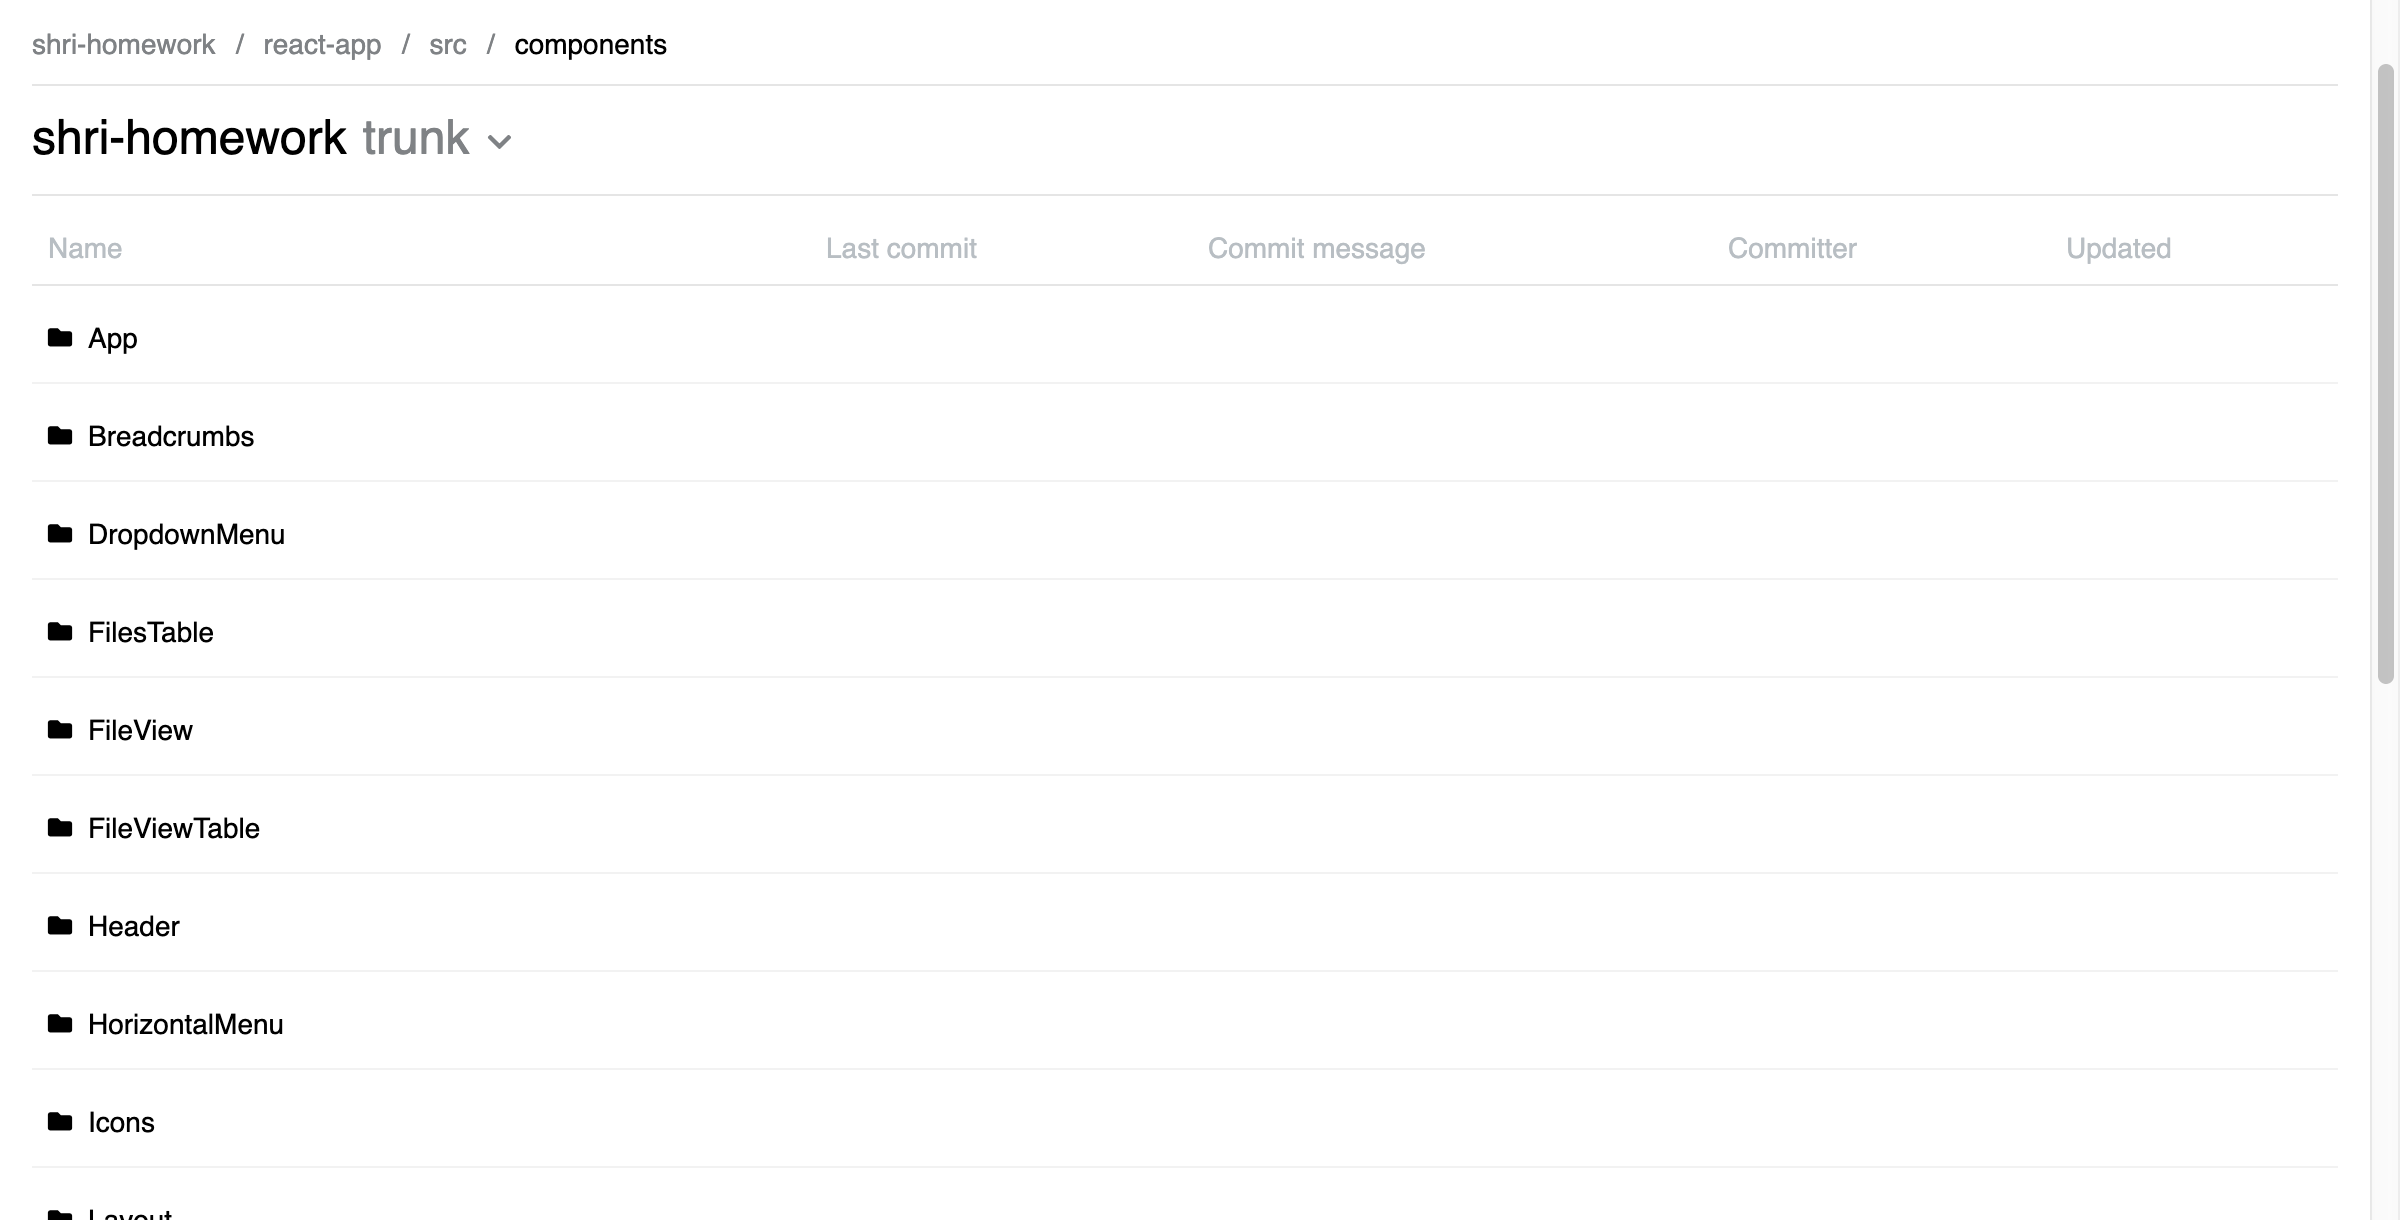 shri-homework / react-app / src / components
shri-homework trunk
Name Last commit Commit message Committer Updated
App
Breadcrumbs
DropdownMenu
FilesTable
FileView
FileViewTable
Header
HorizontalMenu
Icons
Layout